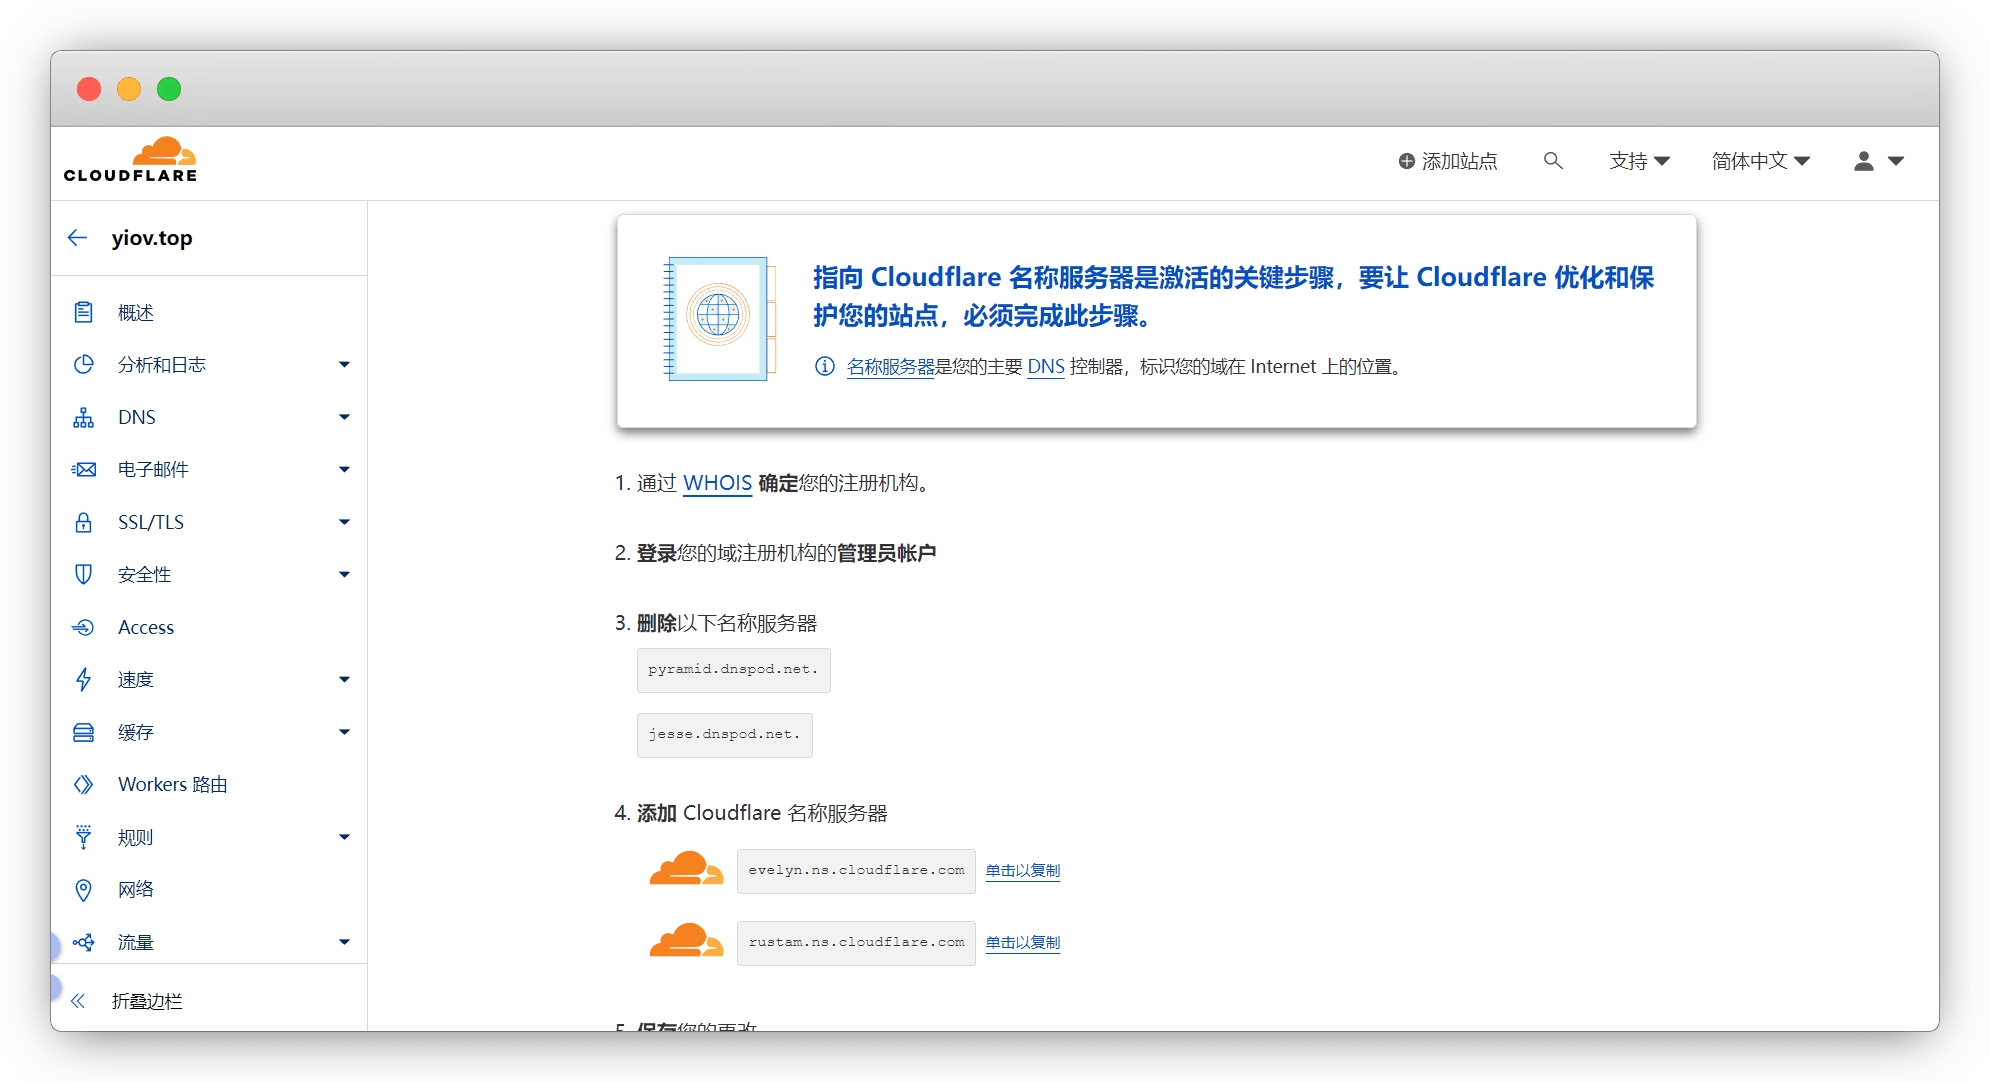 CLOUDFLARE
添加站点
支持
简体中文
yiov.top
概述
分析和日志
DNS
电子邮件
SSL/TLS
安全性
Access
速度
缓存
Workers 路由
规则
网络
流量
折叠边栏
指向 Cloudflare 名称服务器是激活的关键步骤，要让 Cloudflare 优化和保
护您的站点，必须完成此步骤。
名称服务器是您的主要 DNS 控制器，标识您的域在 Internet 上的位置。
1. 通过 WHOIS 确定您的注册机构。
2. 登录您的域注册机构的管理员帐户
3. 删除以下名称服务器
pyramid.dnspod.net.
jesse.dnspod.net.
4. 添加 Cloudflare 名称服务器
evelyn.ns.cloudflare.com 单击以复制
rustam.ns.cloudflare.com 单击以复制
5. 保存您的更改